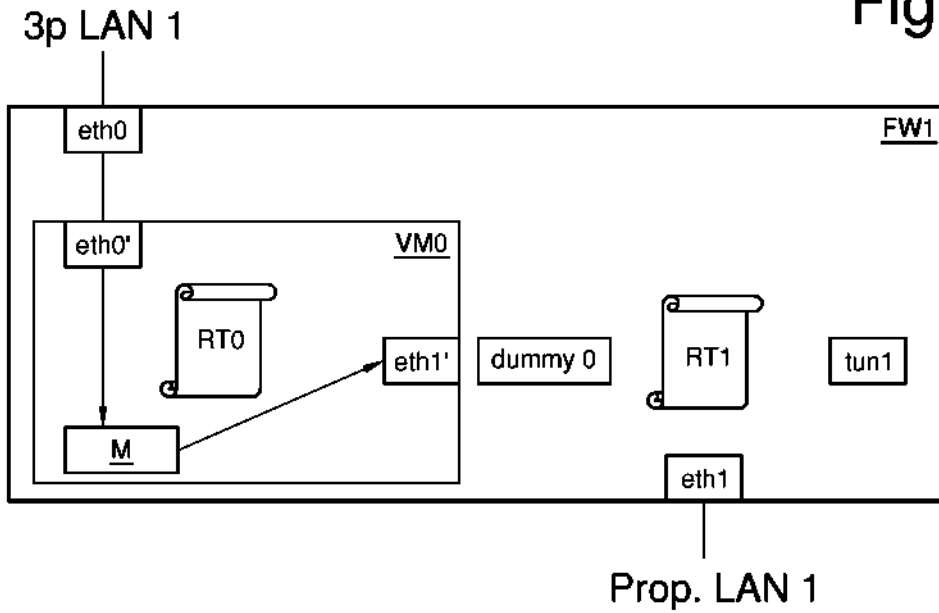 Fig
3p LAN 1
eth0
FW1
eth0'
VM0
RT0
eth1'
dummy 0
RT1
tun1
M
eth1
Prop. LAN 1